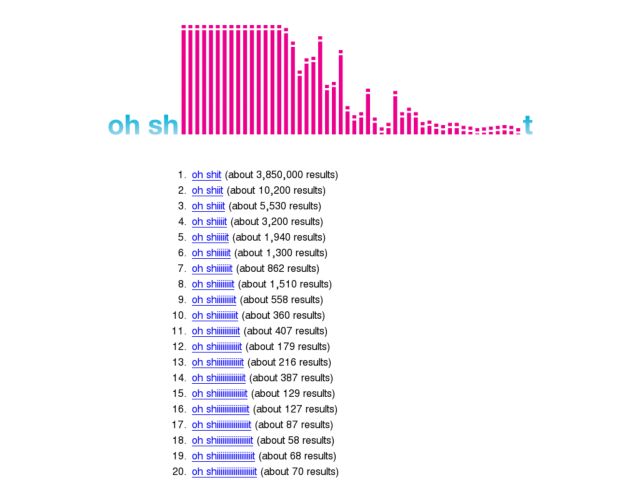 oh sh t
1. oh shit (about 3,850,000 results)
2. oh shiit (about 10,200 results)
3. oh shiiit (about 5,530 results)
4. oh shiiiit (about 3,200 results)
5. oh shiiiiit (about 1,940 results)
6. oh shiiiiiit (about 1,300 results)
7. oh shiiiiiiit (about 862 results)
8. oh shiiiiiiiit (about 1,510 results)
9. oh shiiiiiiiiit (about 558 results)
10. oh shiiiiiiiiiit (about 360 results)
11. oh shiiiiiiiiiiit (about 407 results)
12. oh shiiiiiiiiiiiit (about 179 results)
13. oh shiiiiiiiiiiiiit (about 216 results)
14. oh shiiiiiiiiiiiiiit (about 387 results)
15. oh shiiiiiiiiiiiiiiit (about 129 results)
16. oh shiiiiiiiiiiiiiiiit (about 127 results)
17. oh shiiiiiiiiiiiiiiiiit (about 87 results)
18. oh shiiiiiiiiiiiiiiiiiit (about 58 results)
19. oh shiiiiiiiiiiiiiiiiiiit (about 68 results)
20. oh shiiiiiiiiiiiiiiiiiiiit (about 70 results)